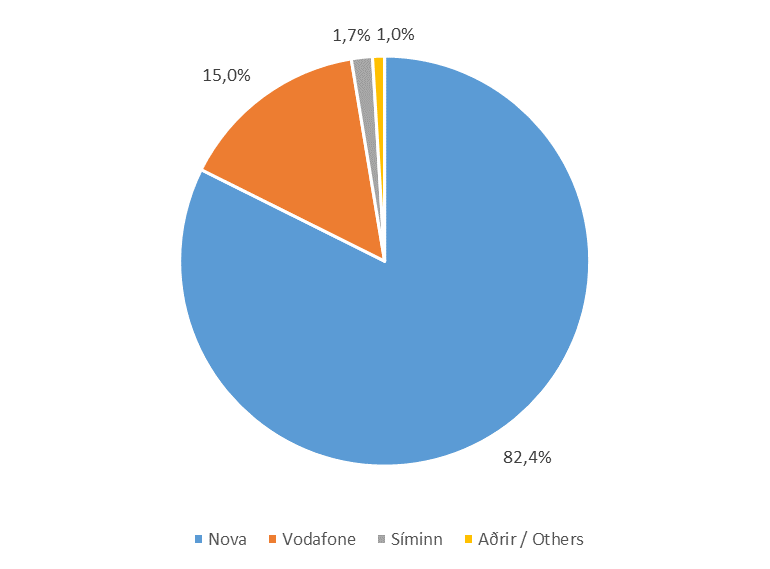 1,7% 1,0%
15,0%
82,4%
Nova Vodafone Síminn Aðrir / Others